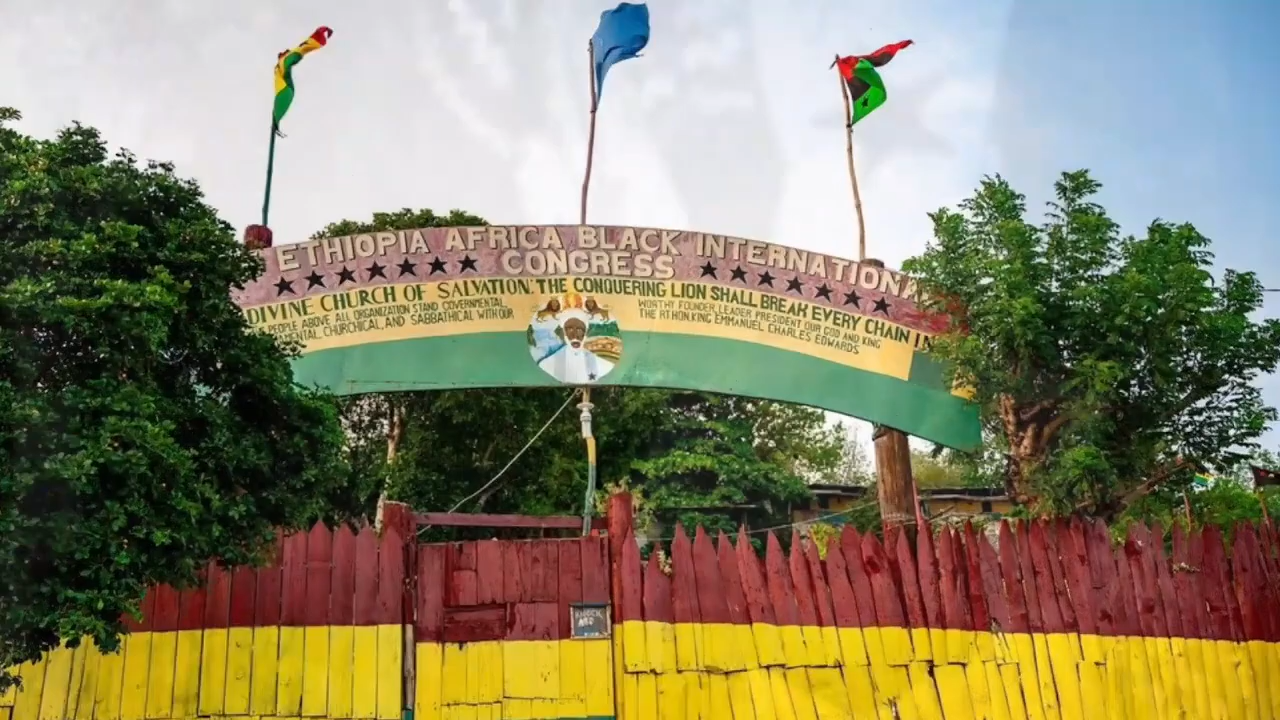 ETHIOPIA AFRICA BLACK INTERNATIONA
CONGRESS
DIVINE CHURCH OF SALVATION. THE CONQUERING LION SHALL BREAK EVERY CHAIN
PEOPLE ABOVE ALL ORGANIZATION STAND GOVERNMENTAL
CHURCHICAL, AND SABBATHICAL WITH OUR
WORTHY FOUNDER, LEADER PRESIDENT OUR GOD AND KING
THE RT HON. KING EMMANUEL CHARLES EDWARDS
KNOCK